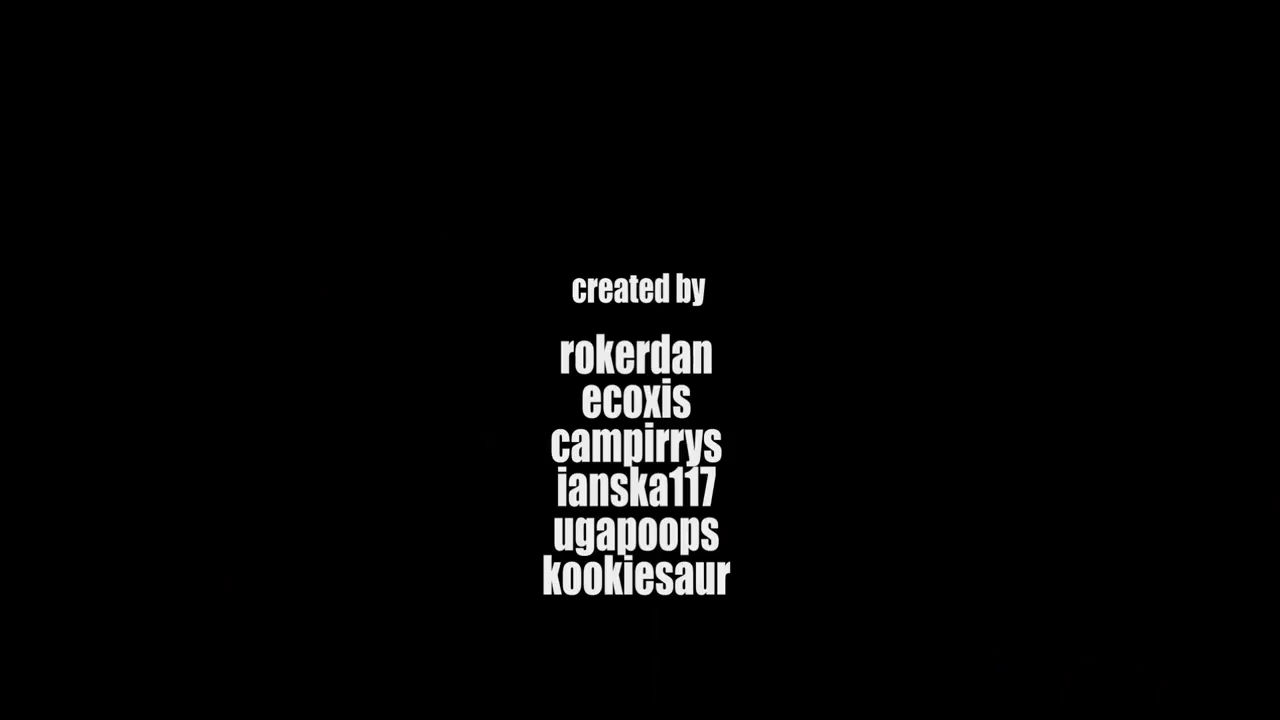 created by
rokerdan
ecoxis
campirrys
ianska117
ugapoops
kookiesaur